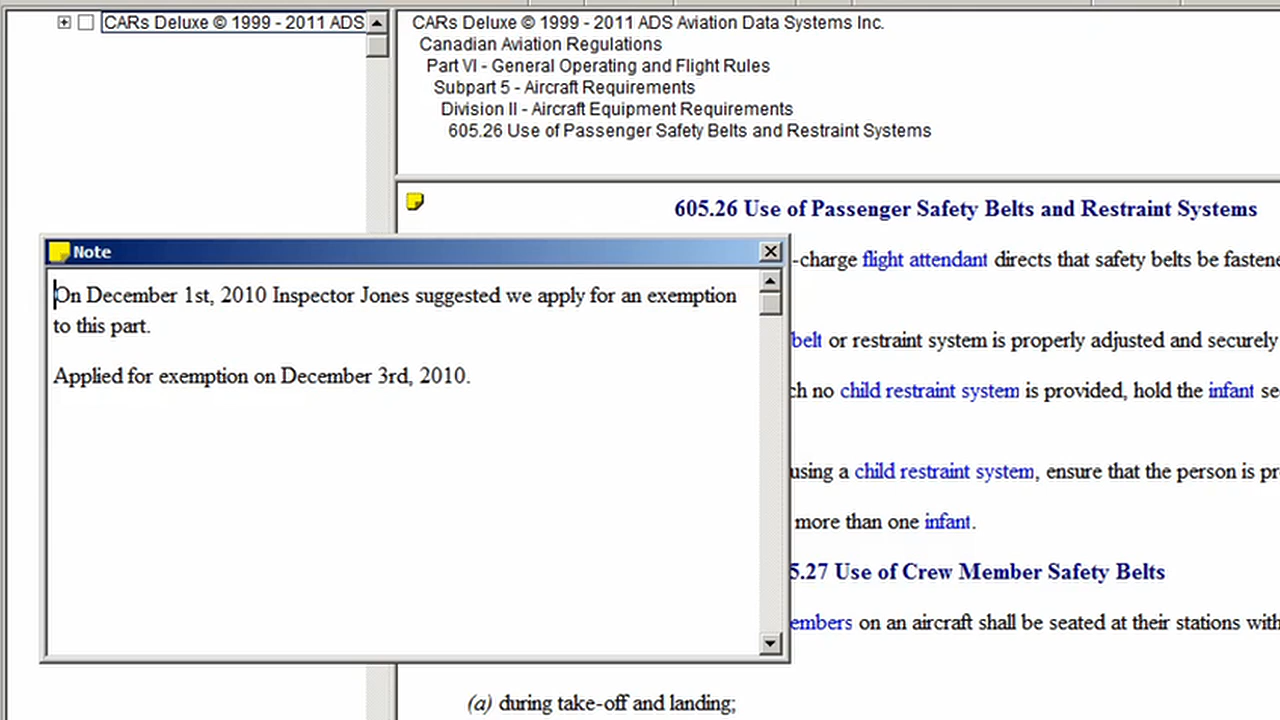 CARs Deluxe © 1999 - 2011 ADS
CARs Deluxe © 1999 - 2011 ADS Aviation Data Systems Inc.
Canadian Aviation Regulations
Part VI - General Operating and Flight Rules
Subpart 5 - Aircraft Requirements
Division II - Aircraft Equipment Requirements
605.26 Use of Passenger Safety Belts and Restraint Systems
605.26 Use of Passenger Safety Belts and Restraint Systems
Note
On December 1st, 2010 Inspector Jones suggested we apply for an exemption
to this part.
Applied for exemption on December 3rd, 2010.
-charge flight attendant directs that safety belts be fastene
belt or restraint system is properly adjusted and securely
ch no child restraint system is provided, hold the infant se
using a child restraint system, ensure that the person is pr
more than one infant.
5.27 Use of Crew Member Safety Belts
embers on an aircraft shall be seated at their stations with
(a) during take-off and landing;